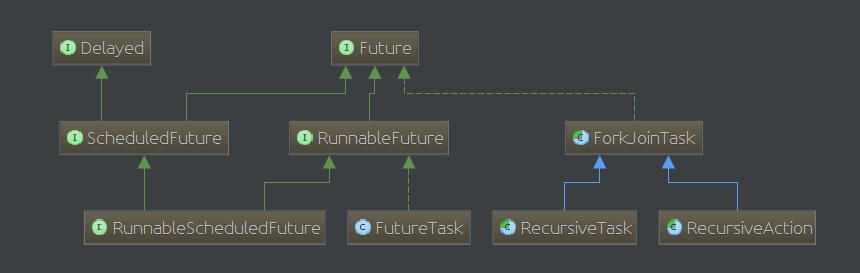 I Delayed
I Future
I ScheduledFuture
I RunnableFuture
C ForkJoinTask
I RunnableScheduledFuture
C FutureTask
C RecursiveTask
C RecursiveAction